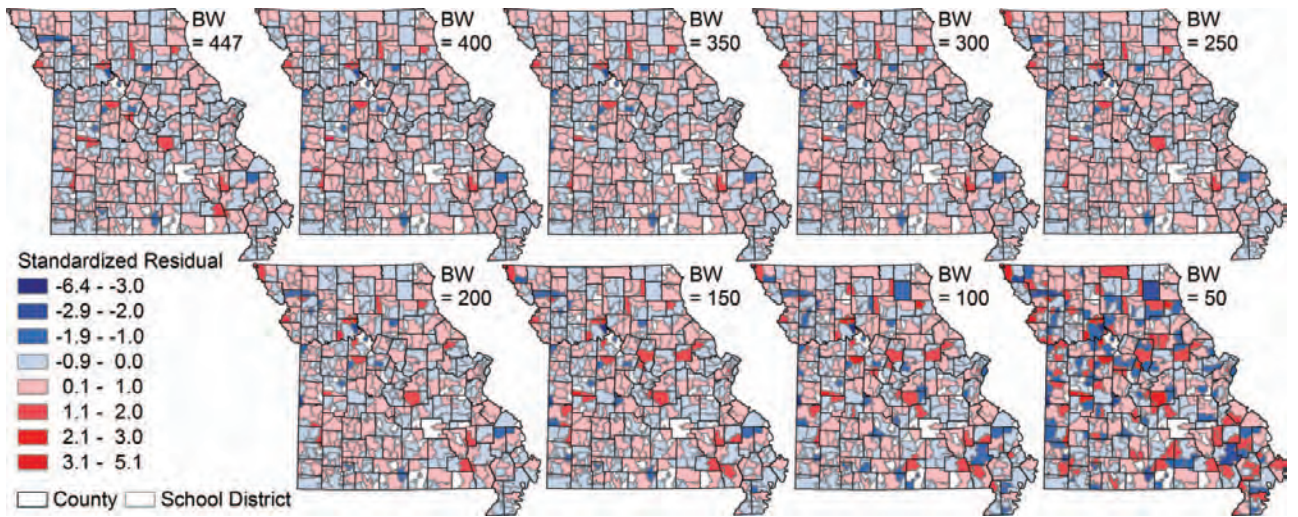 BW
= 447
BW
= 400
BW
= 350
BW
= 300
BW
= 250
Standardized Residual
-6.4 - -3.0
-2.9 - -2.0
-1.9 - -1.0
-0.9 - 0.0
0.1 - 1.0
1.1 - 2.0
2.1 - 3.0
3.1 - 5.1
County School District
BW
= 200
BW
= 150
BW
= 100
BW
= 50